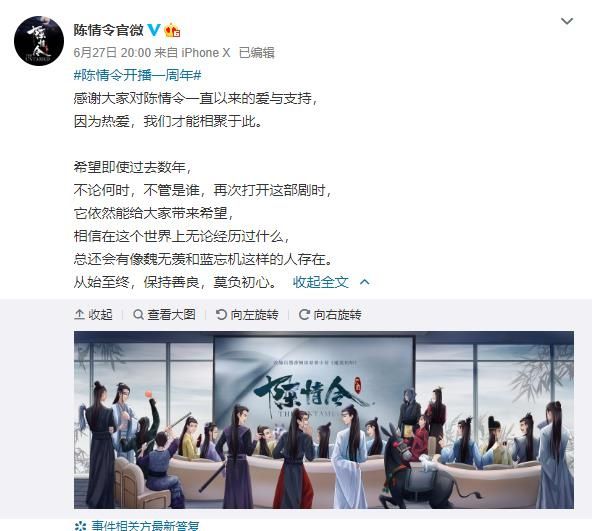 陈情令官微
6月27日 20:00 来自 iPhone X 已编辑
#陈情令开播一周年#
感谢大家对陈情令一直以来的爱与支持，
因为热爱，我们才能相聚于此。
希望即使过去数年，
不论何时，不管是谁，再次打开这部剧时，
它依然能给大家带来希望，
相信在这个世界上无论经历过什么，
总还会有像魏无羡和蓝忘机这样的人存在。
从始至终，保持善良，莫负初心。 收起全文
收起 查看大图 向左旋转 向右旋转
陈情令
THE UNTAMED
事件相关方最新答复